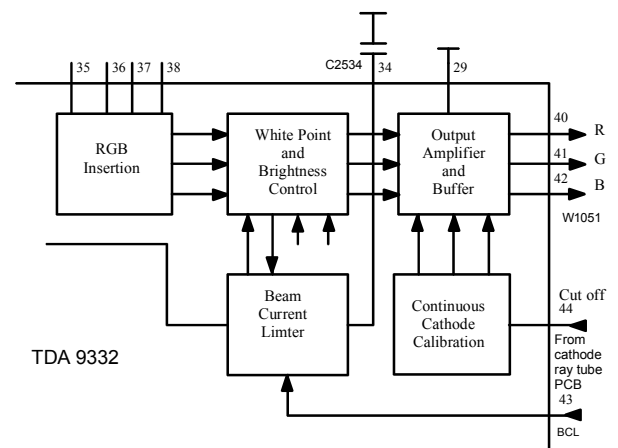 C2534
35 36 37 38 34 29
RGB
Insertion
White Point
and
Brightness
Control
Output
Amplifier
and
Buffer
40 R
41 G
42 B
W1051
Beam
Current
Limter
Continuous
Cathode
Calibration
Cut off
44
From
cathode
ray tube
PCB
43
BCL
TDA 9332